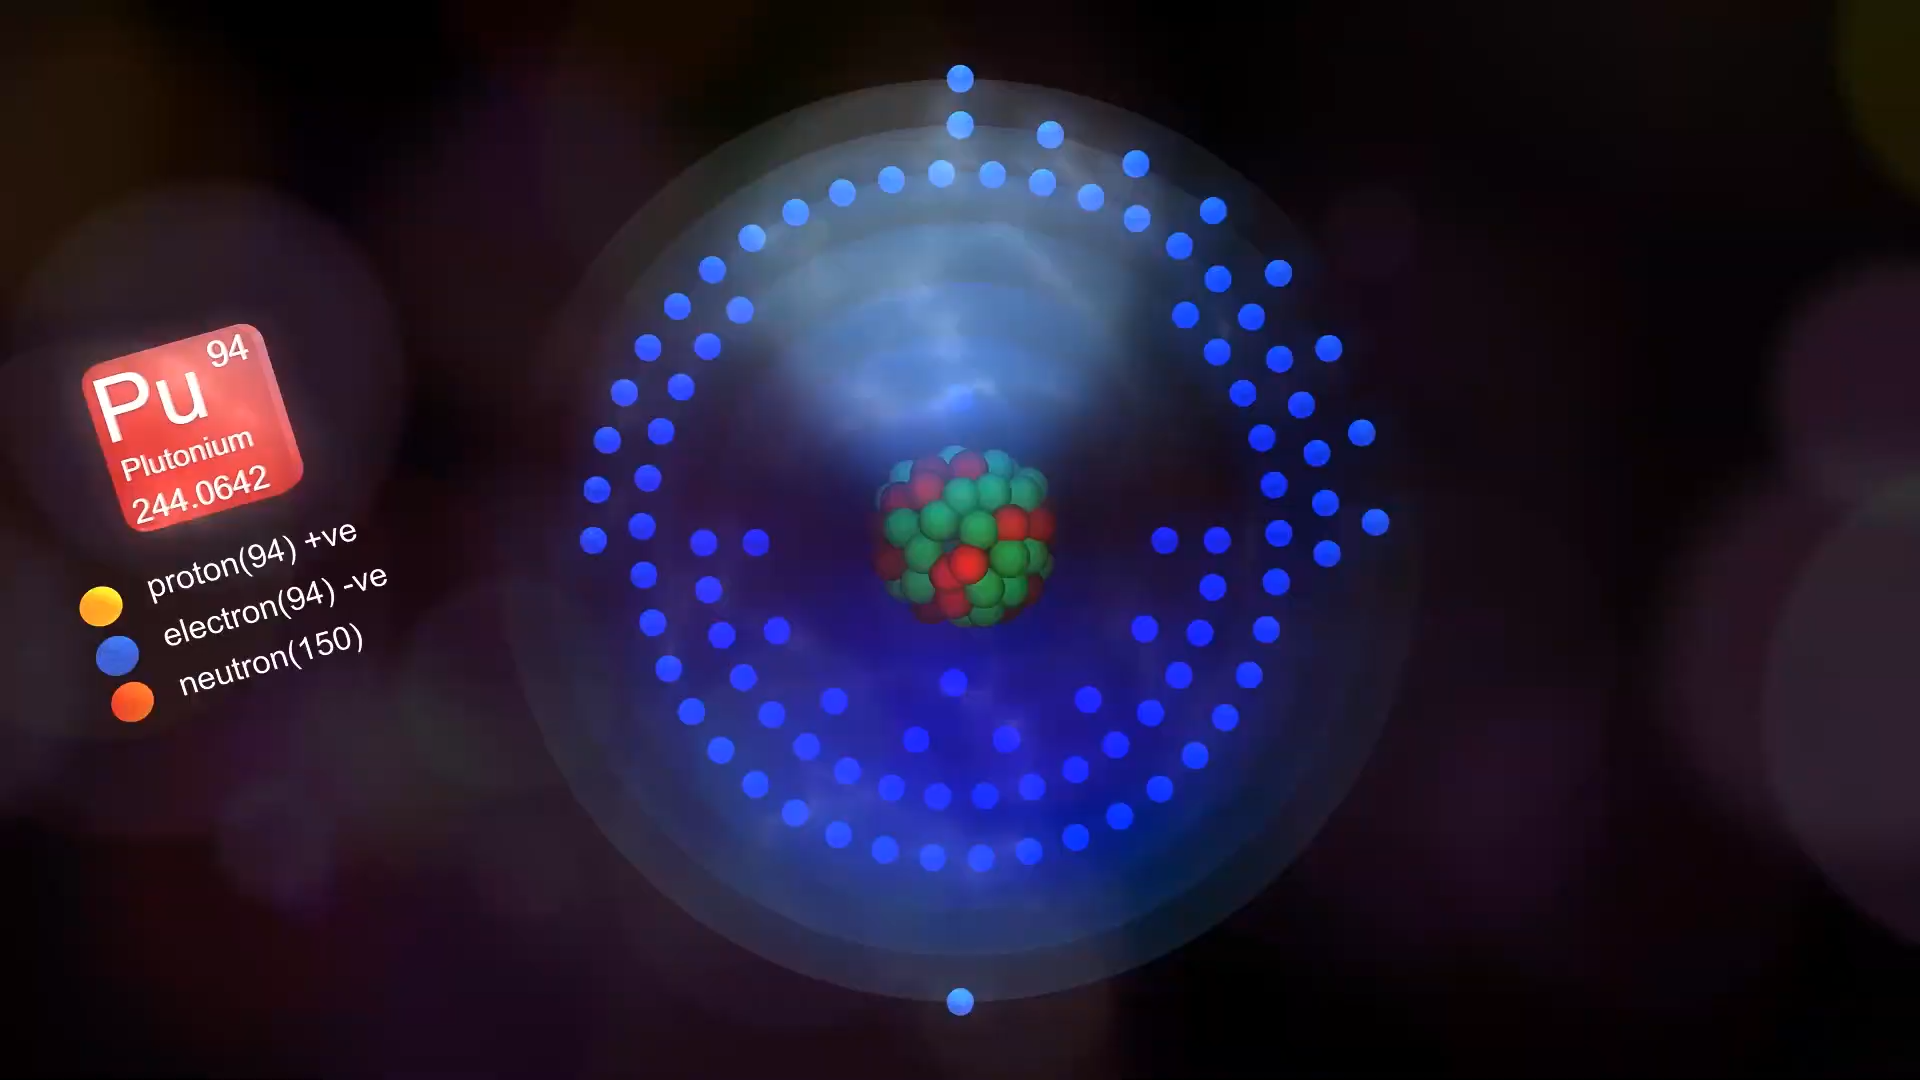 94
Pu
Plutonium
244.0642
proton(94) +ve
electron(94) -ve
neutron(150)